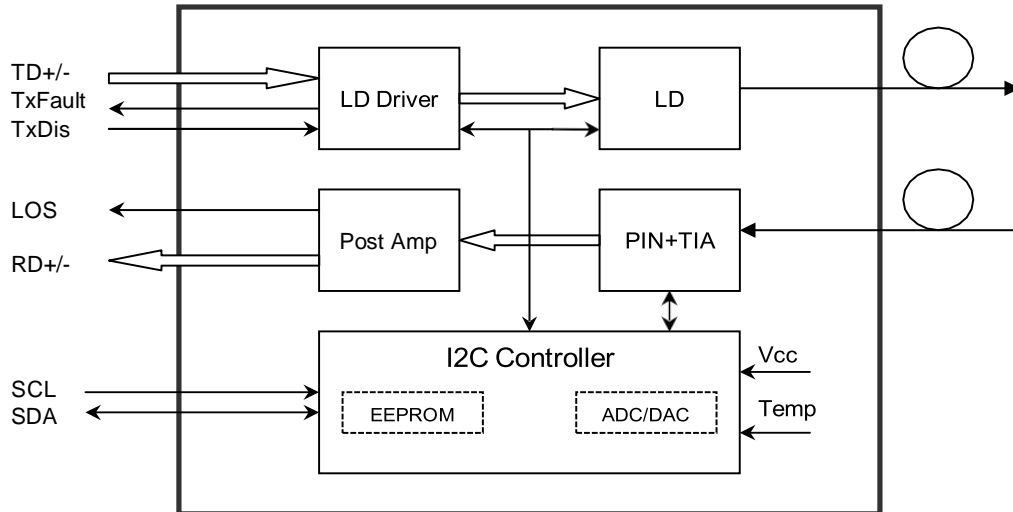 TD+/-
TxFault
TxDis
LD Driver
LD
LOS
RD+/-
Post Amp
PIN+TIA
I2C Controller
Vcc
SCL
SDA
EEPROM
ADC/DAC
Temp